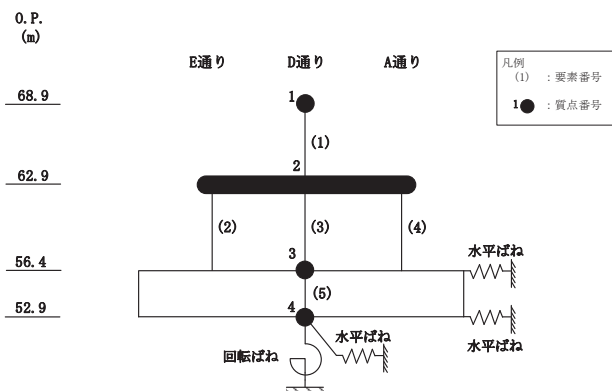 O.P.
(m)
E通り D通り A通り
凡例
(1) ：要素番号
1 ：質点番号
68.9
1
(1)
62.9
2
(2) (3) (4)
56.4
3
水平ばね
(5)
52.9
4
水平ばね
水平ばね
回転ばね